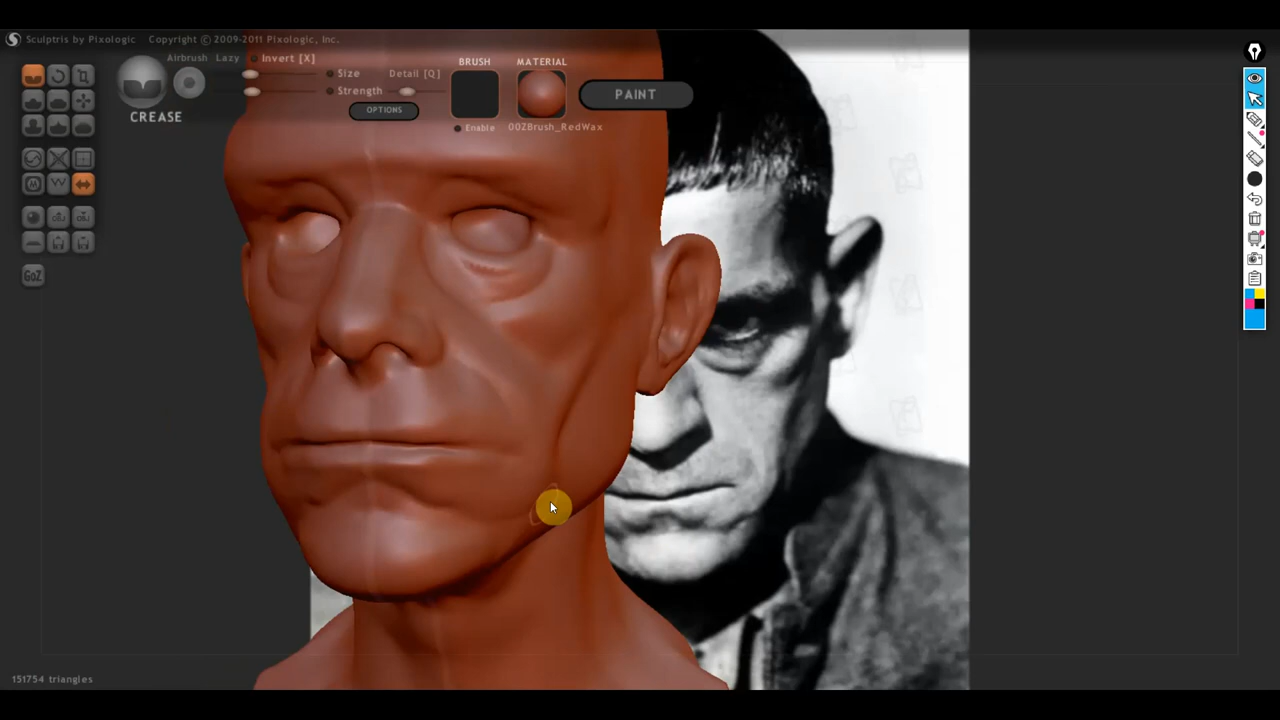 Sculptris by Pixologic   Copyright © 2009-2011 Pixologic, Inc.
Airbrush Lazy Invert [X]
Size Detail [Q]
Strength
OPTIONS
CREASE
BRUSH
Enable
MATERIAL
00ZBrush_RedWax
PAINT
GoZ
151754 triangles